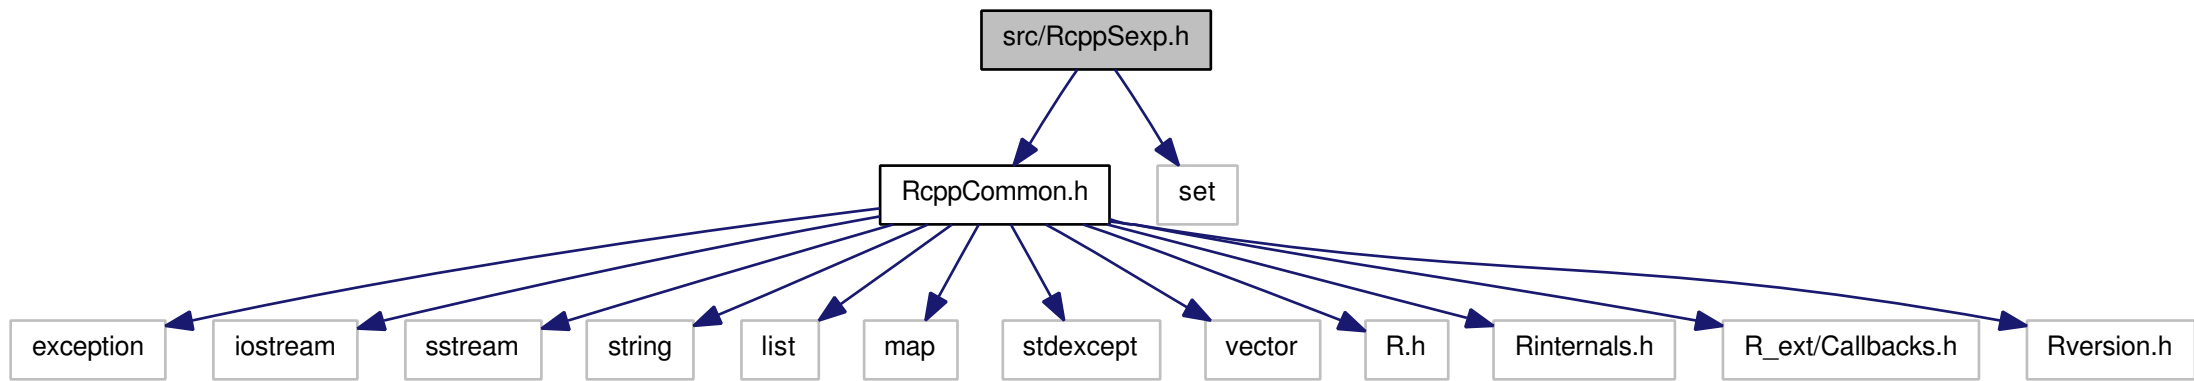 src/RcppSexp.h
RcppCommon.h
set
exception
iostream
sstream
string
list
map
stdexcept
vector
R.h
Rinternals.h
R_ext/Callbacks.h
Rversion.h